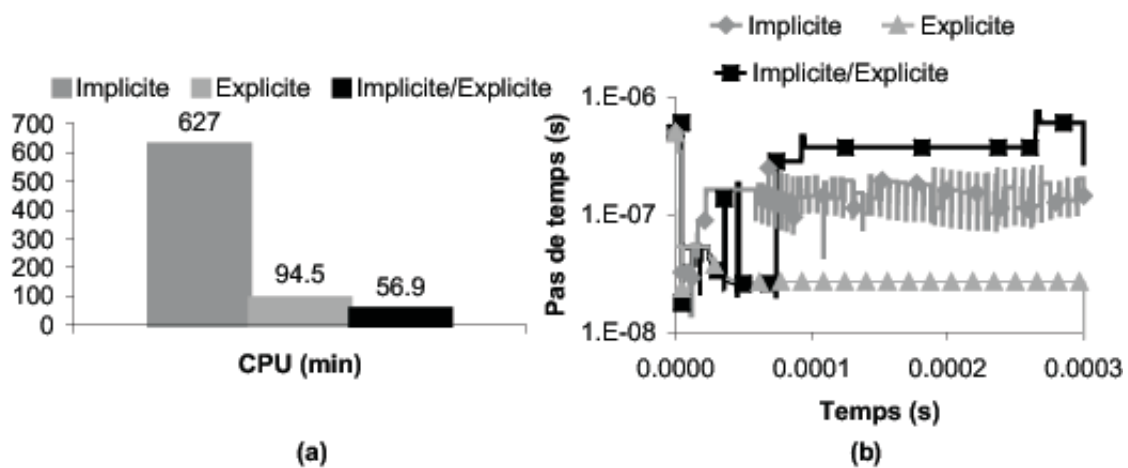 Implicite Explicite Implicite/Explicite
700
600
500
400
300
200
100
0
627
94.5
56.9
CPU (min)
(a)
Implicite Explicite
Implicite/Explicite
Pas de temps (s)
1.E-06
1.E-07
1.E-08
0.0000 0.0001 0.0002 0.0003
Temps (s)
(b)